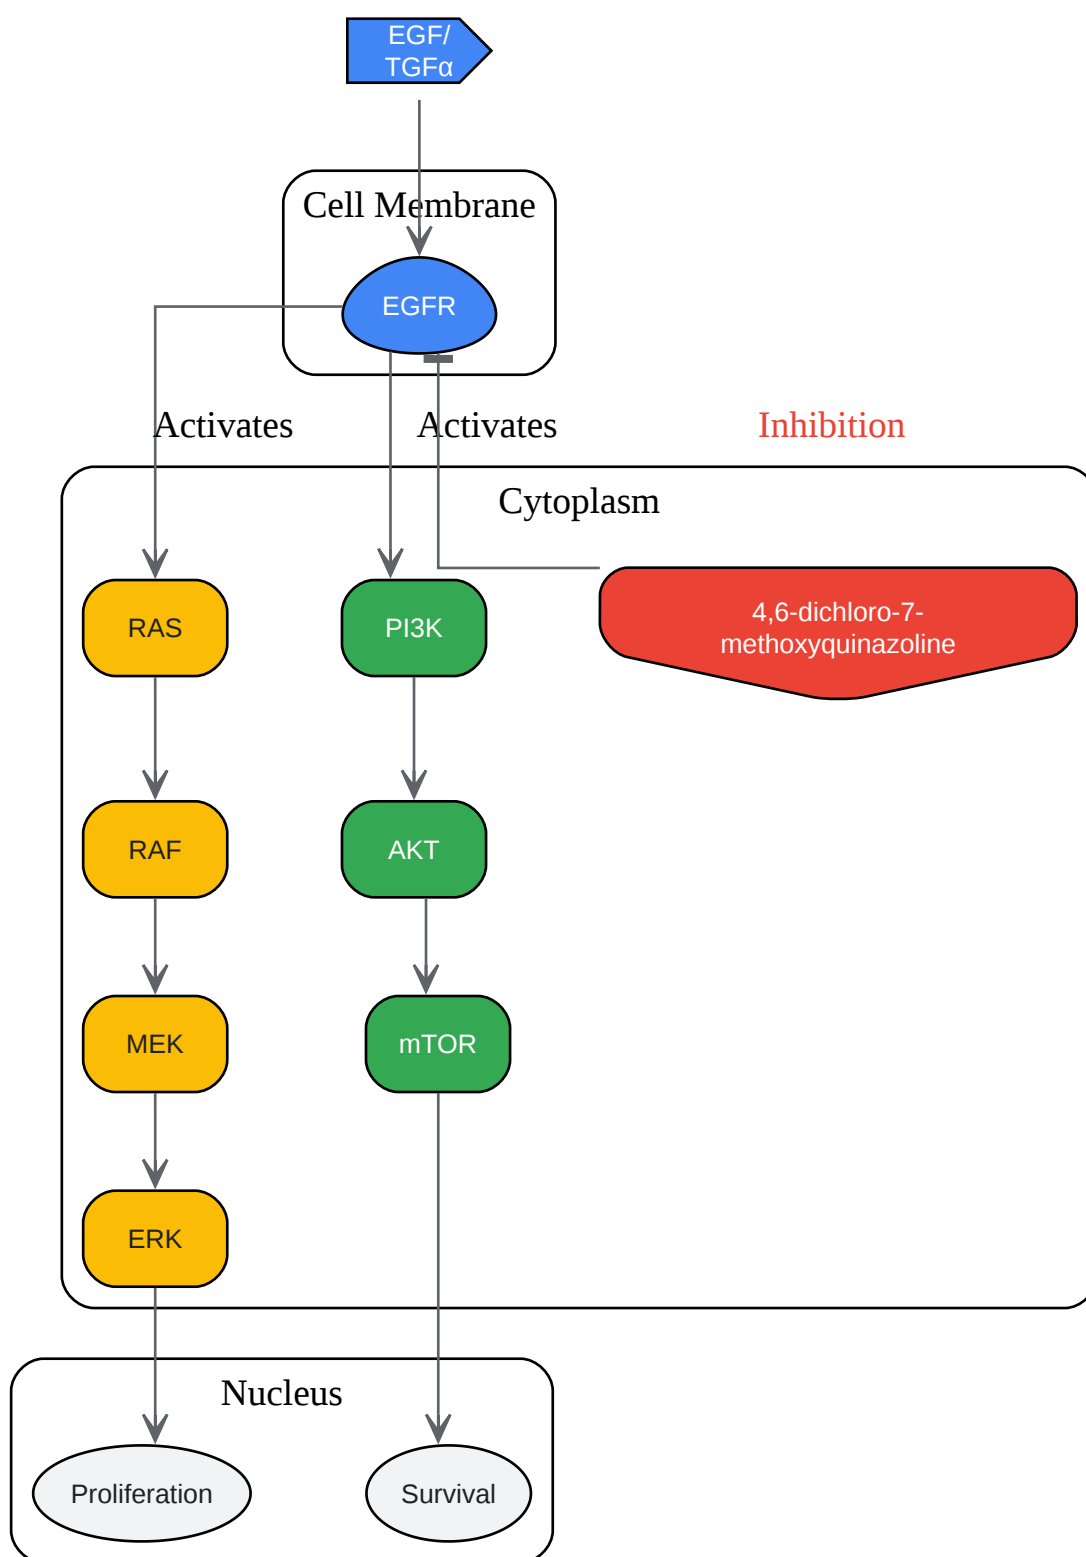 EGF/
TGFα
Cell Membrane
EGFR
Activates
Activates
Inhibition
Cytoplasm
RAS
PI3K
4,6-dichloro-7-
methoxyquinazoline
RAF
AKT
MEK
mTOR
ERK
Nucleus
Proliferation
Survival